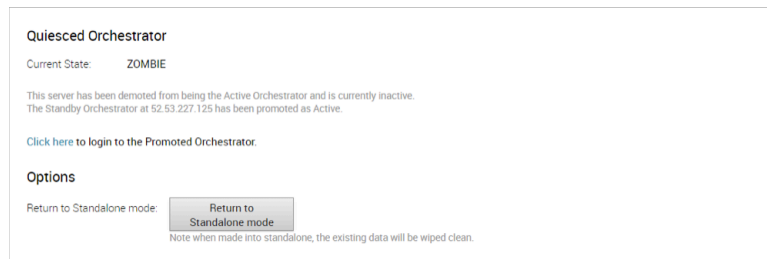 Quiesced Orchestrator
Current State: ZOMBIE
This server has been demoted from being the Active Orchestrator and is currently inactive.
The Standby Orchestrator at 52.53.227.125 has been promoted as Active.
Click here to login to the Promoted Orchestrator.
Options
Return to Standalone mode: Return to
Standalone mode
Note when made into standalone, the existing data will be wiped clean.